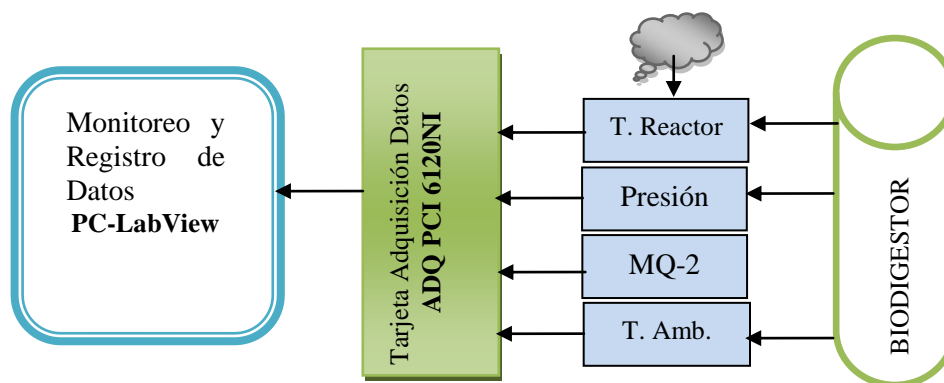 Monitoreo y
Registro de
Datos
PC-LabView
Tarjeta Adquisición Datos
ADQ PCI 6120NI
T. Reactor
Presión
MQ-2
T. Amb.
BIODIGESTOR